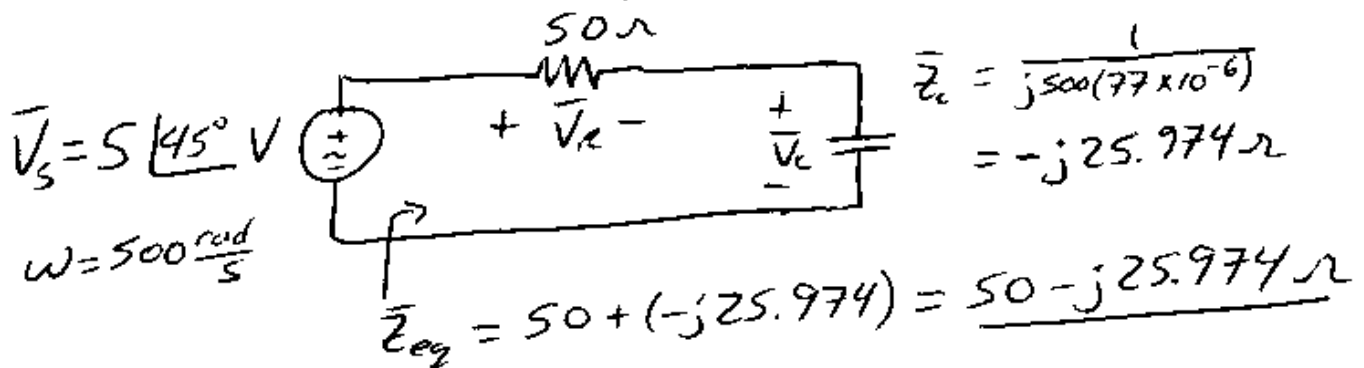 50Ω
V̄s = 5∠45° V
+ V̄R -
+ V̄c -
Z̄c = 1/(j500(77×10⁻⁶))
= -j25.974Ω
ω = 500 rad/s
Z̄eq = 50 + (-j25.974) = 50 - j25.974Ω